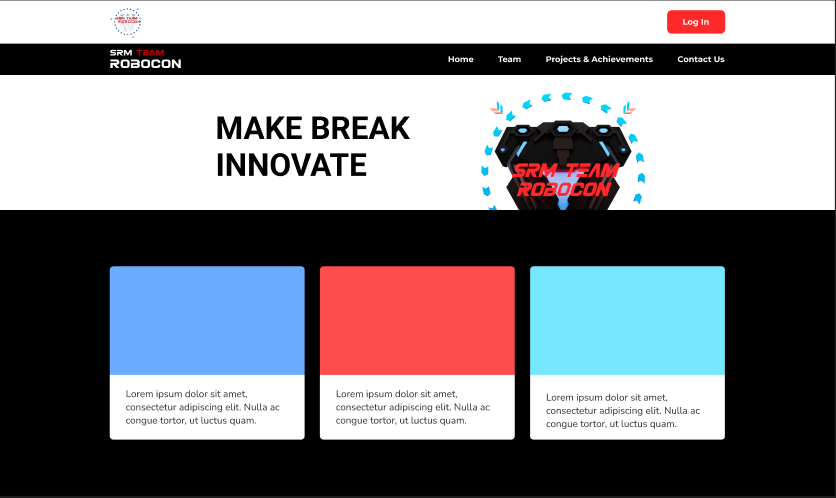 SRM TEAM
ROBOCON
Log In
SRM TEAM
ROBOCON
Home
Team
Projects & Achievements
Contact Us
MAKE BREAK
INNOVATE
SRM TEAM
ROBOCON
Lorem ipsum dolor sit amet,
consectetur adipiscing elit. Nulla ac
congue tortor, ut luctus quam.
Lorem ipsum dolor sit amet,
consectetur adipiscing elit. Nulla ac
congue tortor, ut luctus quam.
Lorem ipsum dolor sit amet,
consectetur adipiscing elit. Nulla ac
congue tortor, ut luctus quam.